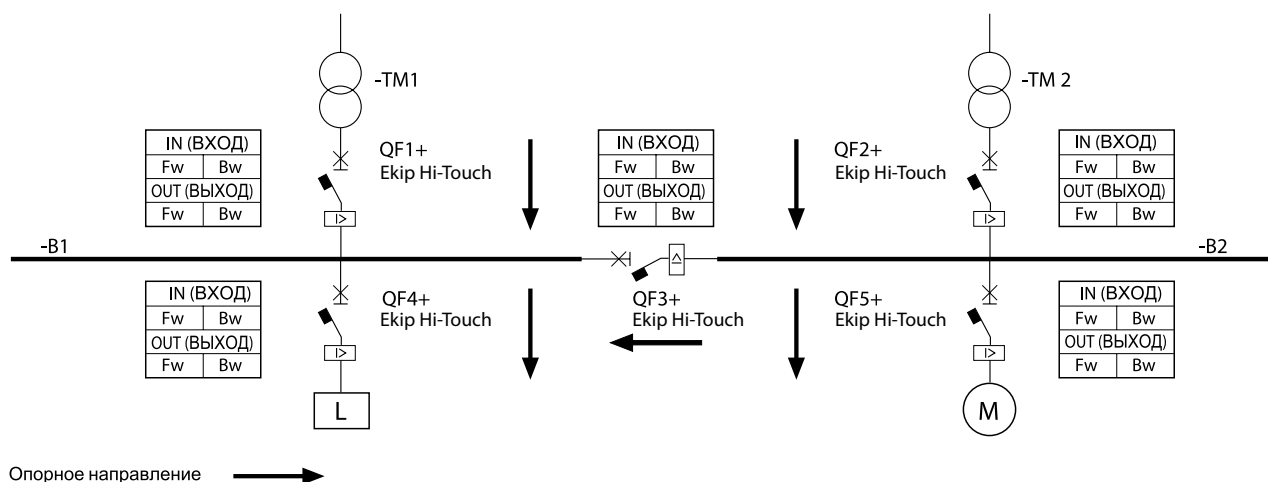 -TM1
-TM 2
IN (ВХОД)
Fw Bw
OUT (ВЫХОД)
Fw Bw
QF1+
Ekip Hi-Touch
IN (ВХОД)
Fw Bw
OUT (ВЫХОД)
Fw Bw
QF2+
Ekip Hi-Touch
IN (ВХОД)
Fw Bw
OUT (ВЫХОД)
Fw Bw
I>
I>
-B1
-B2
I>
IN (ВХОД)
Fw Bw
OUT (ВЫХОД)
Fw Bw
QF4+
Ekip Hi-Touch
QF3+
Ekip Hi-Touch
QF5+
Ekip Hi-Touch
IN (ВХОД)
Fw Bw
OUT (ВЫХОД)
Fw Bw
I>
I>
L
M
Опорное направление